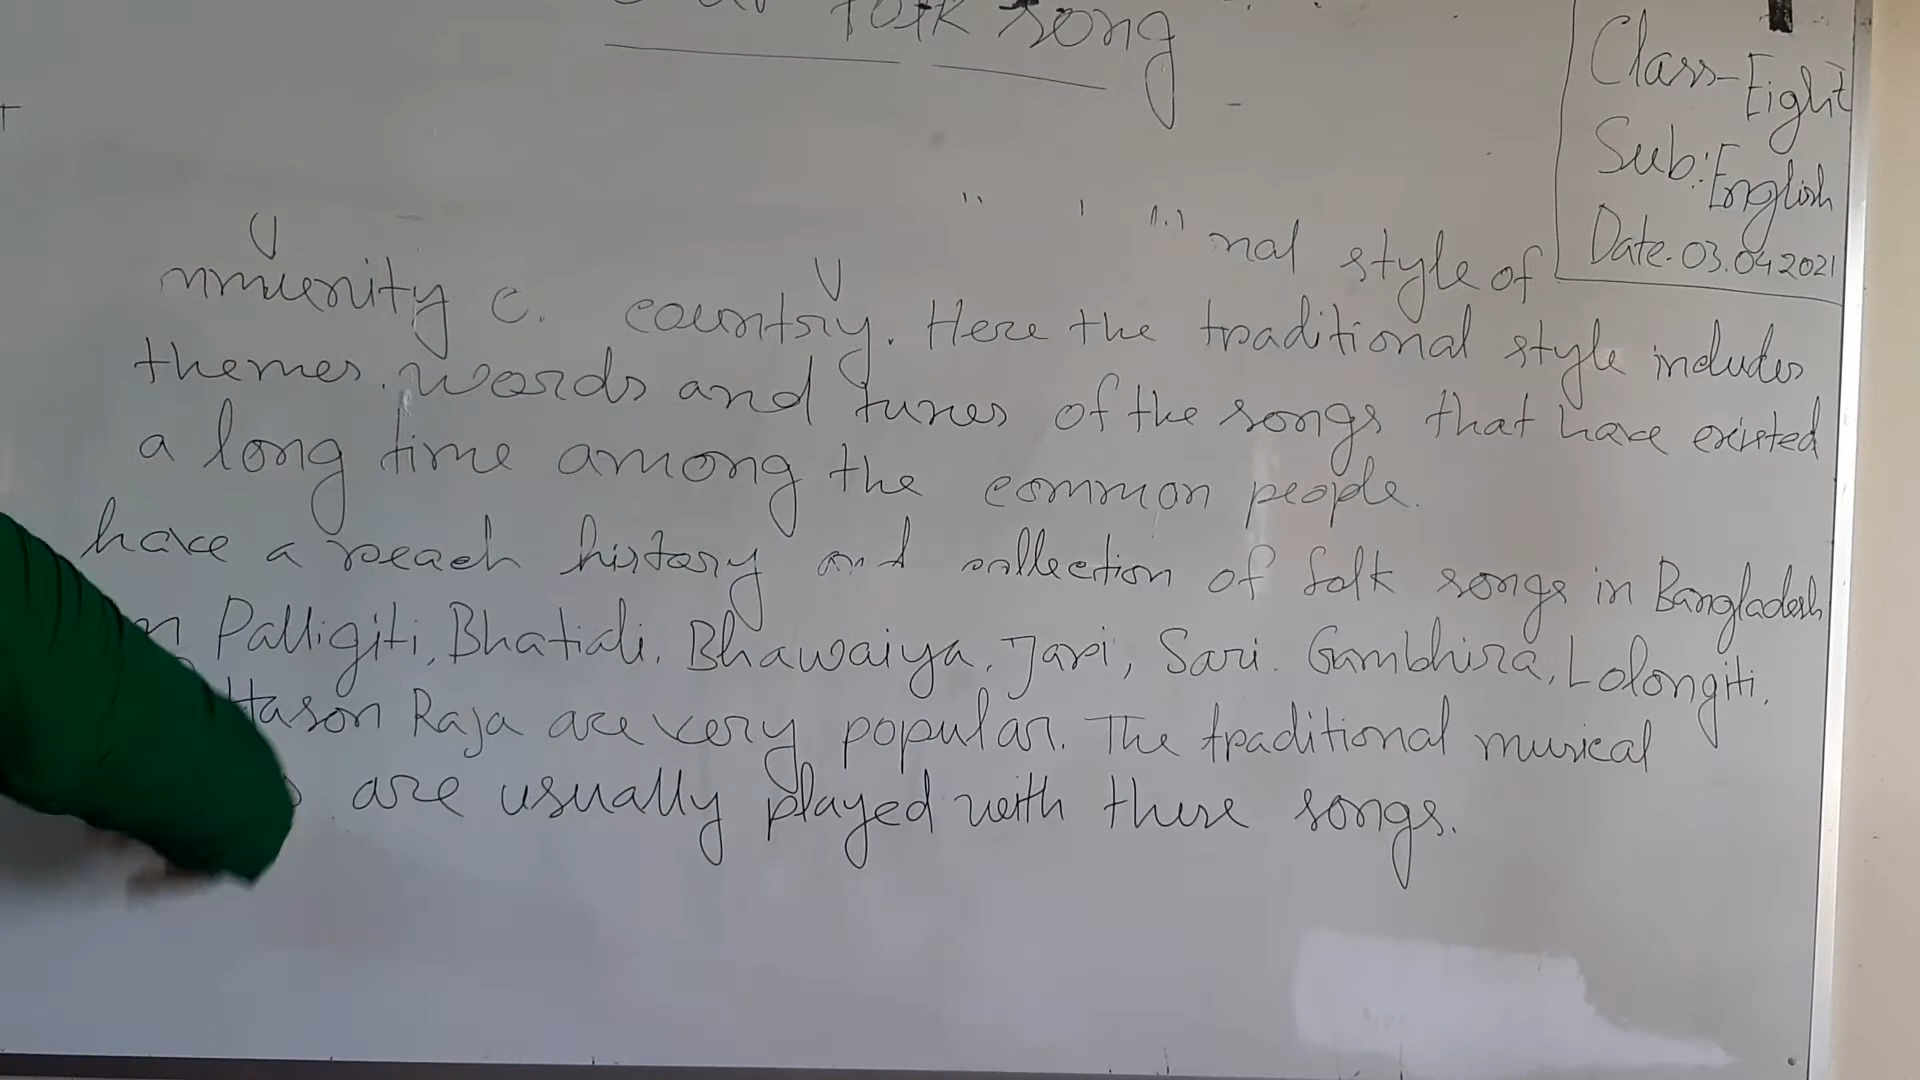 folk song
Class-Eight
Sub: English
Date. 03.04.2021
nal style of
mmunity c. country. Here the traditional style includes
themes, words and tunes of the songs that have existed
a long time among the common people.
have a reach history and collection of folk songs in Bangladesh
Palligiti, Bhatiali, Bhawaiya, Jari, Sari. Gambhira, Lolongiti,
Hason Raja are very popular. The traditional musical
are usually played with these songs.